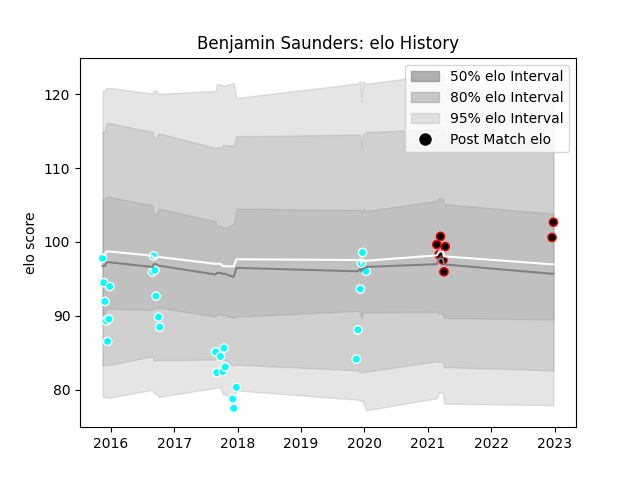 Benjamin Saunders: elo History
50% elo Interval
80% elo Interval
95% elo Interval
Post Match elo
elo score
120
110
100
90
80
2016 2017 2018 2019 2020 2021 2022 2023